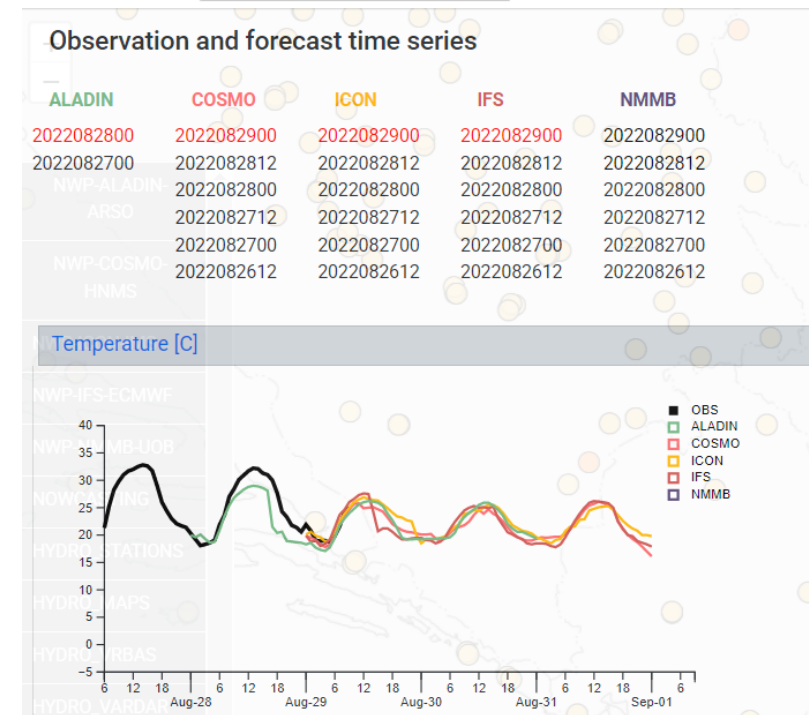 Observation and forecast time series
ALADIN COSMO ICON IFS NMMB
2022082800 2022082900 2022082900 2022082900 2022082900
2022082700 2022082812 2022082812 2022082812 2022082812
NWP-ALADIN-
ARSO
2022082800 2022082800 2022082800 2022082800
2022082712 2022082712 2022082712 2022082712
2022082700 2022082700 2022082700 2022082700
NWP-COSMO-
HNMS
2022082612 2022082612 2022082612 2022082612
Temperature [C]
NWP-IFS-ECMWF
NWP-NMMB-UOB
NOWCASTING
HYDRO_STATIONS
HYDRO_MAPS
HYDRO_VRBAS
HYDRO_VARDAR
OBS
ALADIN
COSMO
ICON
IFS
NMMB
40
35
30
25
20
15
10
5
0
−5
6 12 18 6 12 18 6 12 18 6 12 18 6 12 18 6
Aug-28 Aug-29 Aug-30 Aug-31 Sep-01